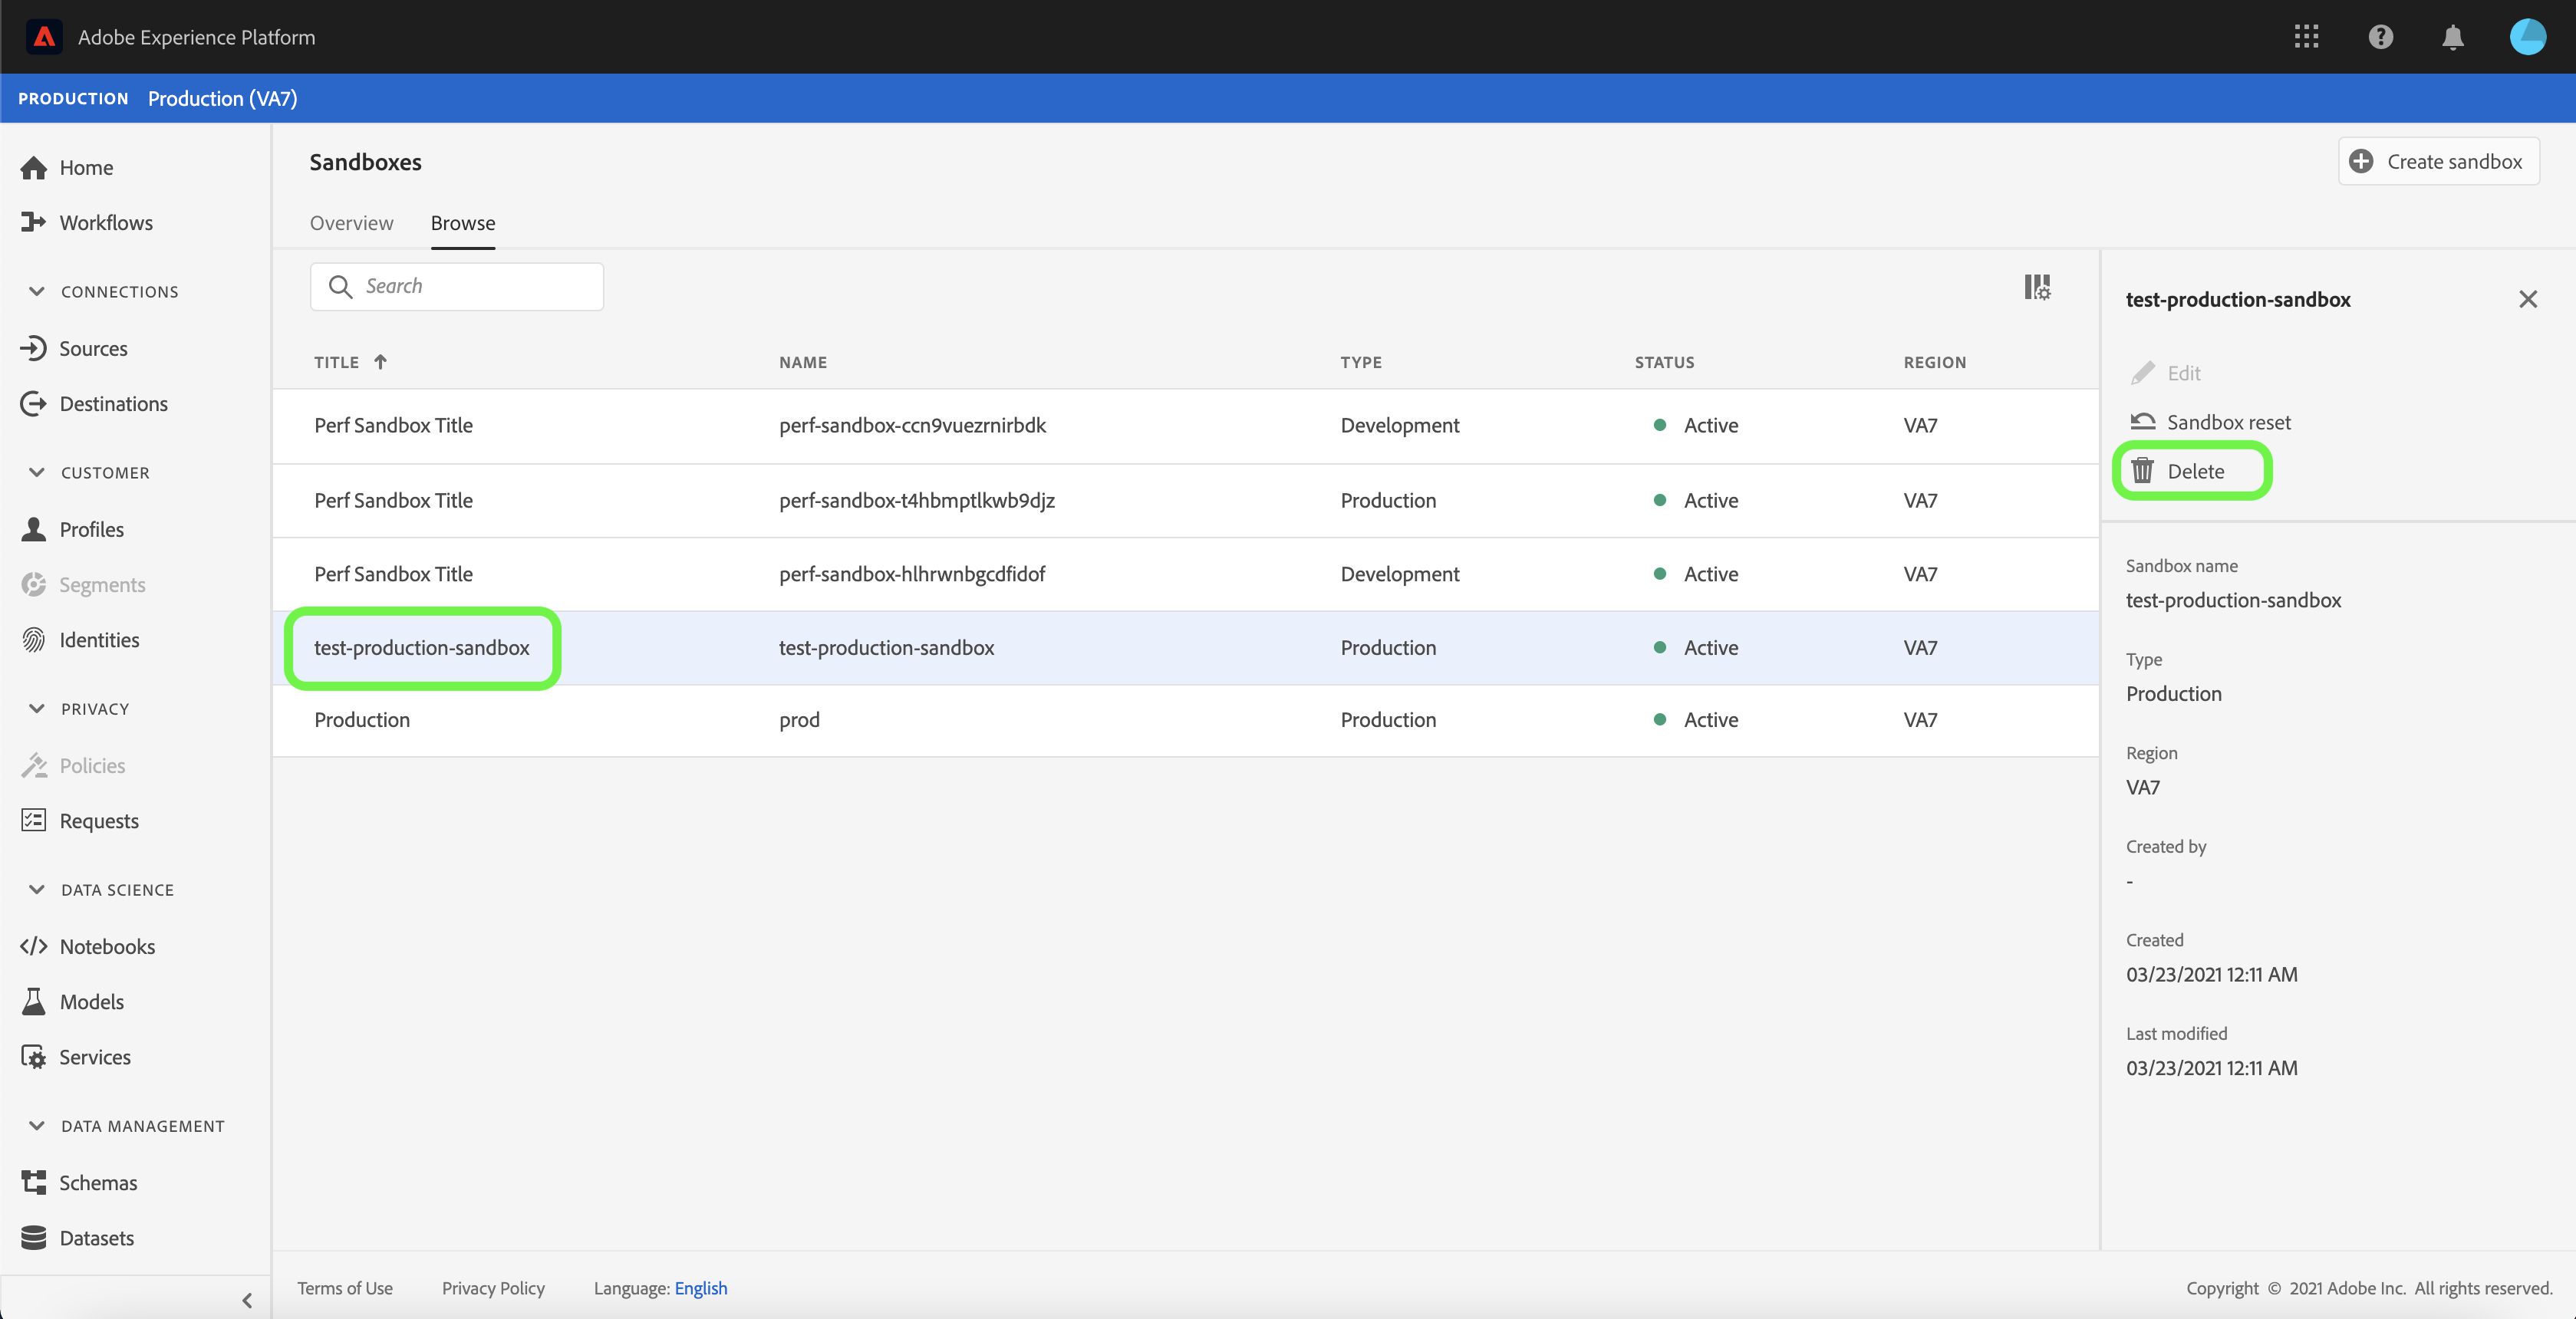 Adobe Experience Platform
PRODUCTION Production (VA7)
Home
Workflows
CONNECTIONS
Sources
Destinations
CUSTOMER
Profiles
Segments
Identities
PRIVACY
Policies
Requests
DATA SCIENCE
Notebooks
Models
Services
DATA MANAGEMENT
Schemas
Datasets
Sandboxes
Create sandbox
Overview Browse
Search
TITLE NAME TYPE STATUS REGION
Perf Sandbox Title perf-sandbox-ccn9vuezrnirbdk Development Active VA7
Perf Sandbox Title perf-sandbox-t4hbmptlkwb9djz Production Active VA7
Perf Sandbox Title perf-sandbox-hlhrwnbgcdfidof Development Active VA7
test-production-sandbox test-production-sandbox Production Active VA7
Production prod Production Active VA7
test-production-sandbox
Edit
Sandbox reset
Delete
Sandbox name
test-production-sandbox
Type
Production
Region
VA7
Created by
-
Created
03/23/2021 12:11 AM
Last modified
03/23/2021 12:11 AM
Terms of Use Privacy Policy Language: English
Copyright © 2021 Adobe Inc. All rights reserved.